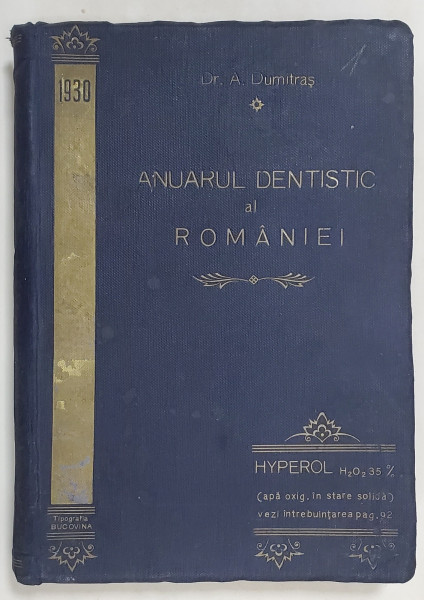 1930
Dr. A. Dumitraș
ANUARUL DENTISTIC
al
ROMÂNIEI
HYPEROL H₂O₂ 35 %
(apă oxig. în stare solidă)
vezi întrebuințarea pag. 92
Tipografia
BUCOVINA